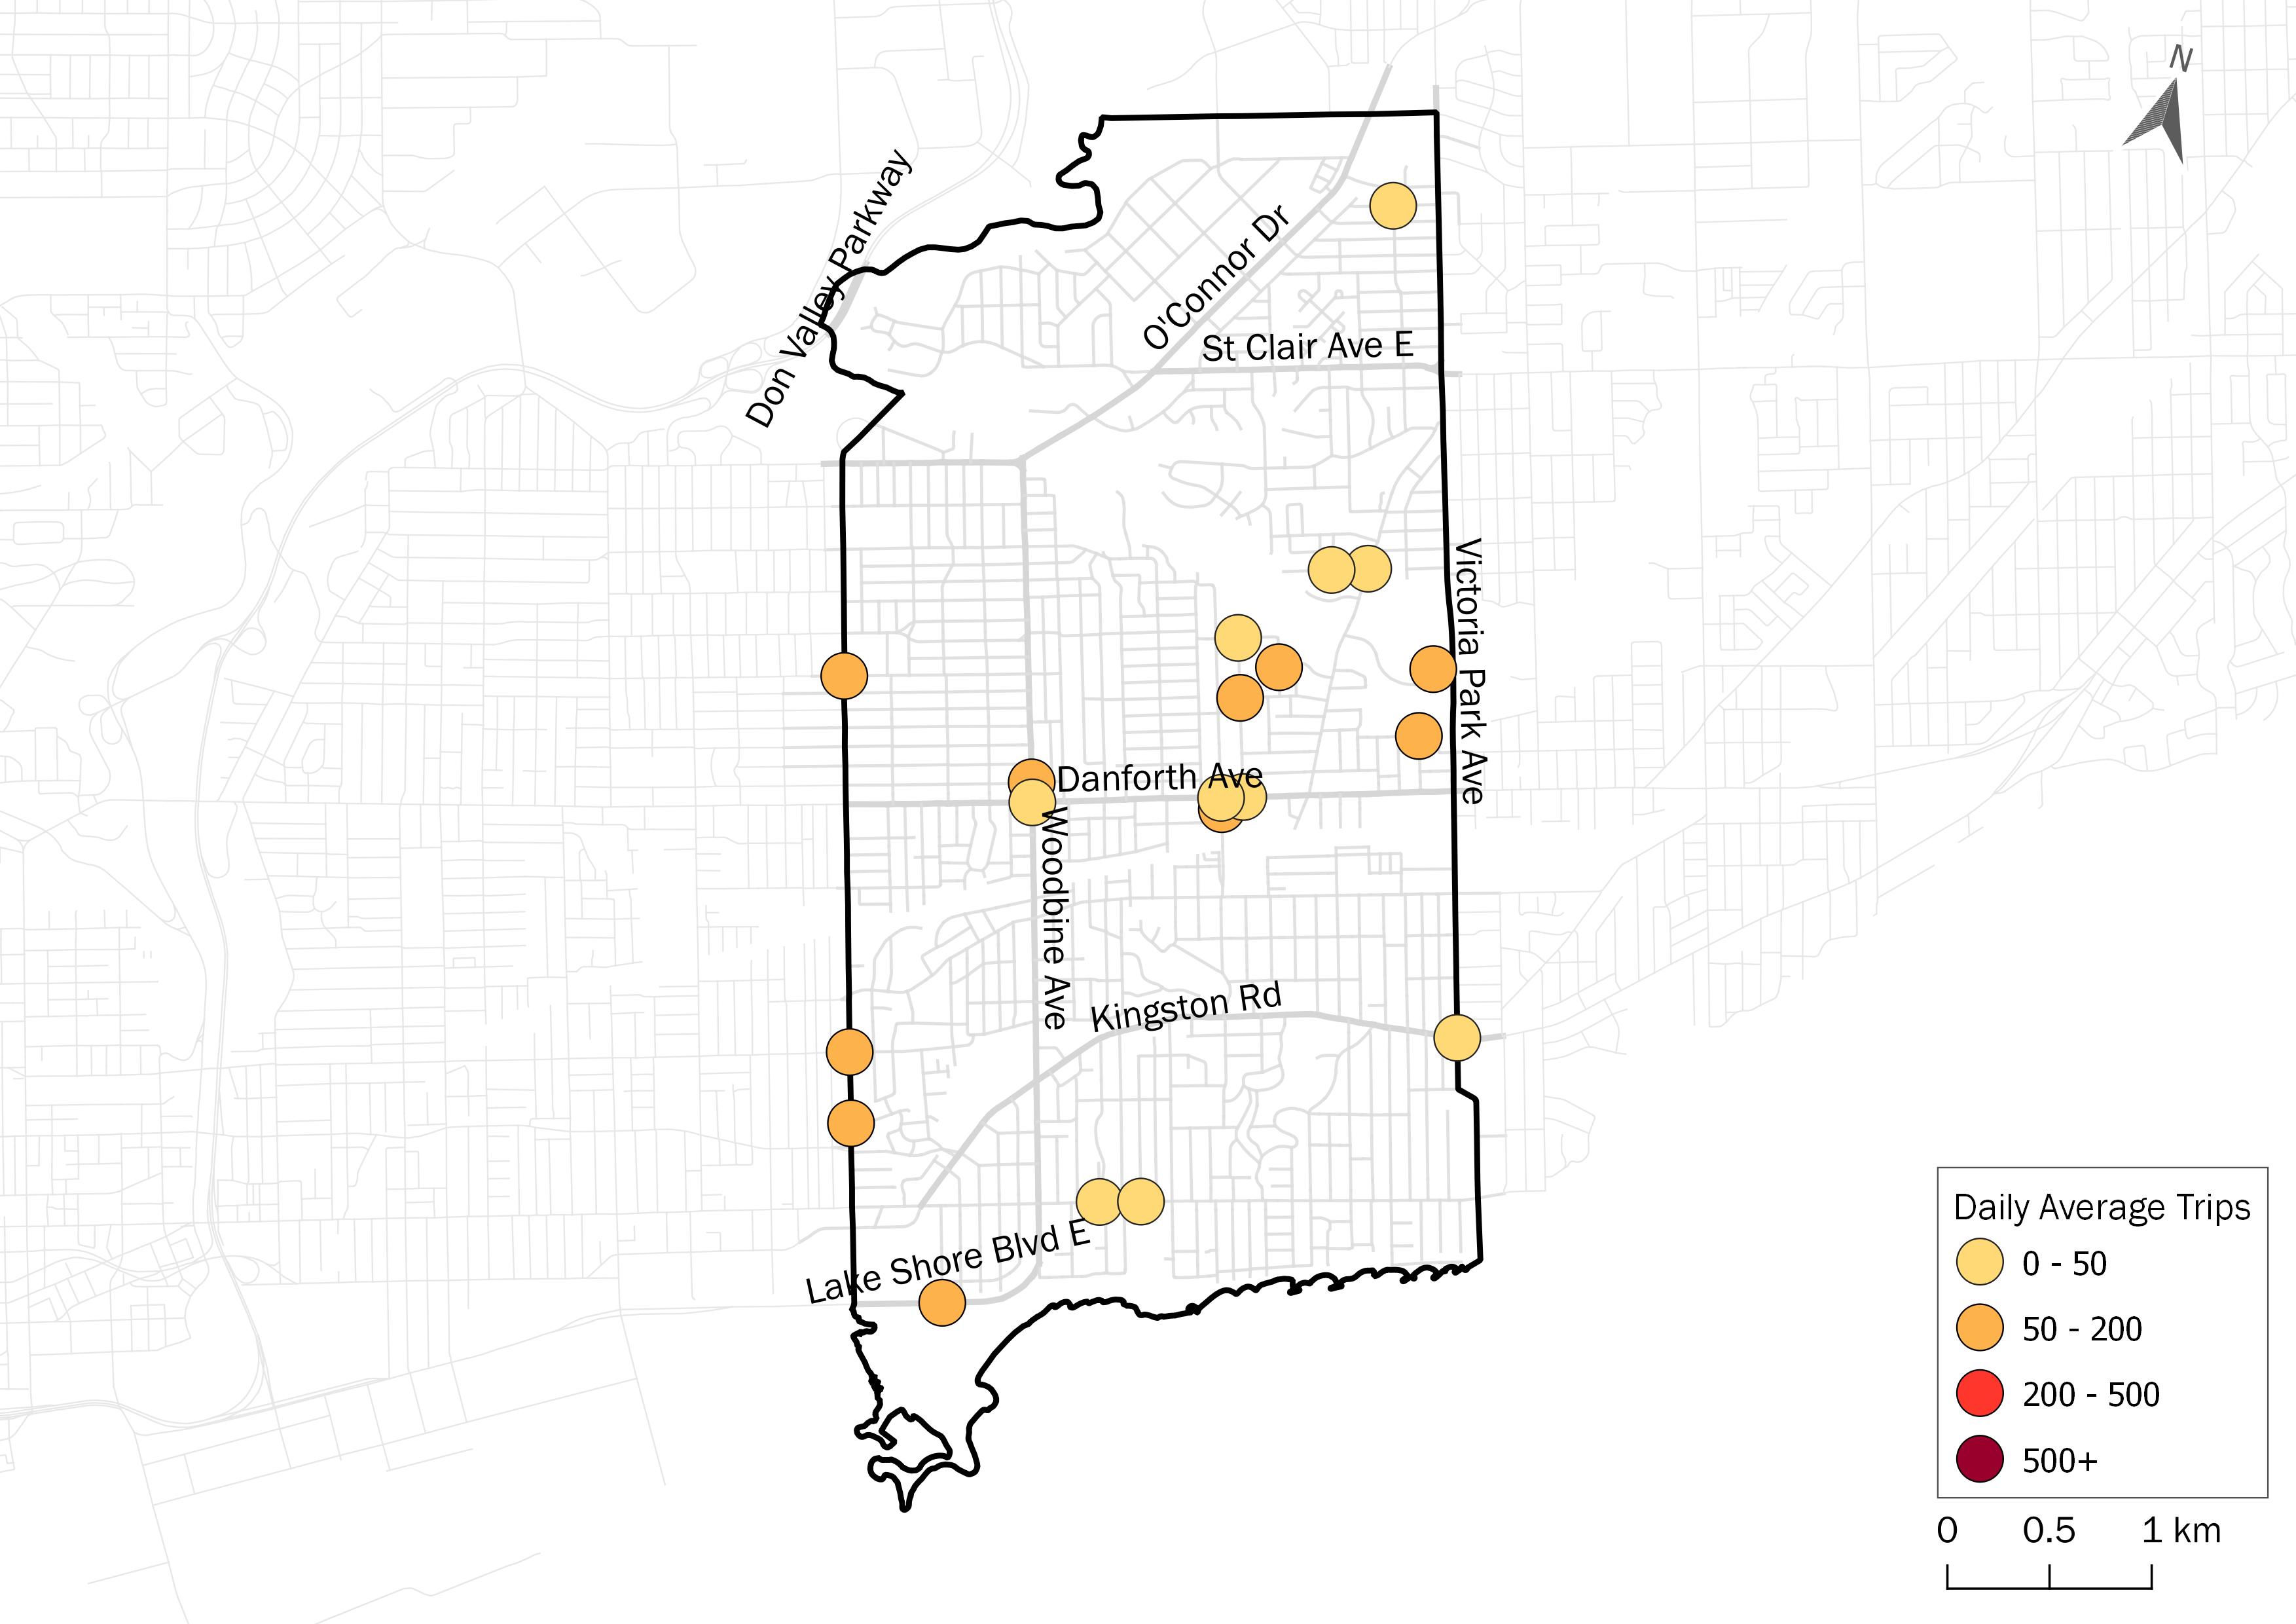 N
Don Valley Parkway
O'Connor Dr
St Clair Ave E
Victoria Park Ave
Danforth Ave
Woodbine Ave
Kingston Rd
Lake Shore Blvd E
Daily Average Trips
0 - 50
50 - 200
200 - 500
500+
0 0.5 1 km